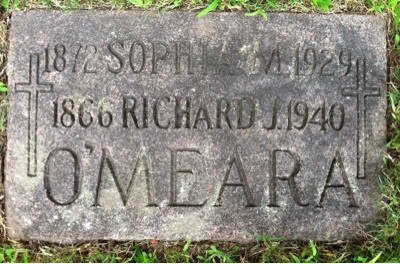 1872 SOPHIA M. 1929
1866 RICHARD J. 1940
O'MEARA